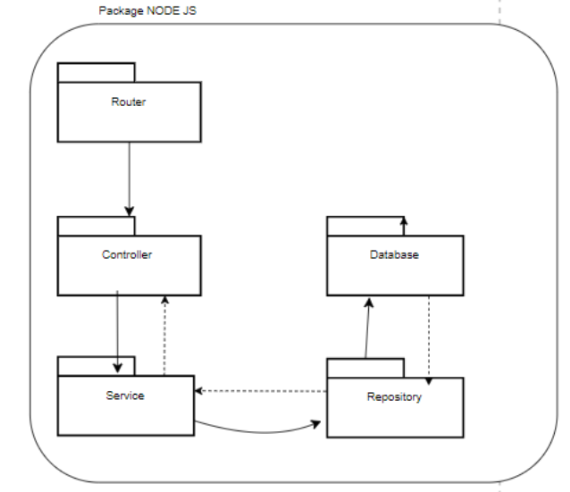 Package NODE JS
Router
Controller
Database
Service
Repository